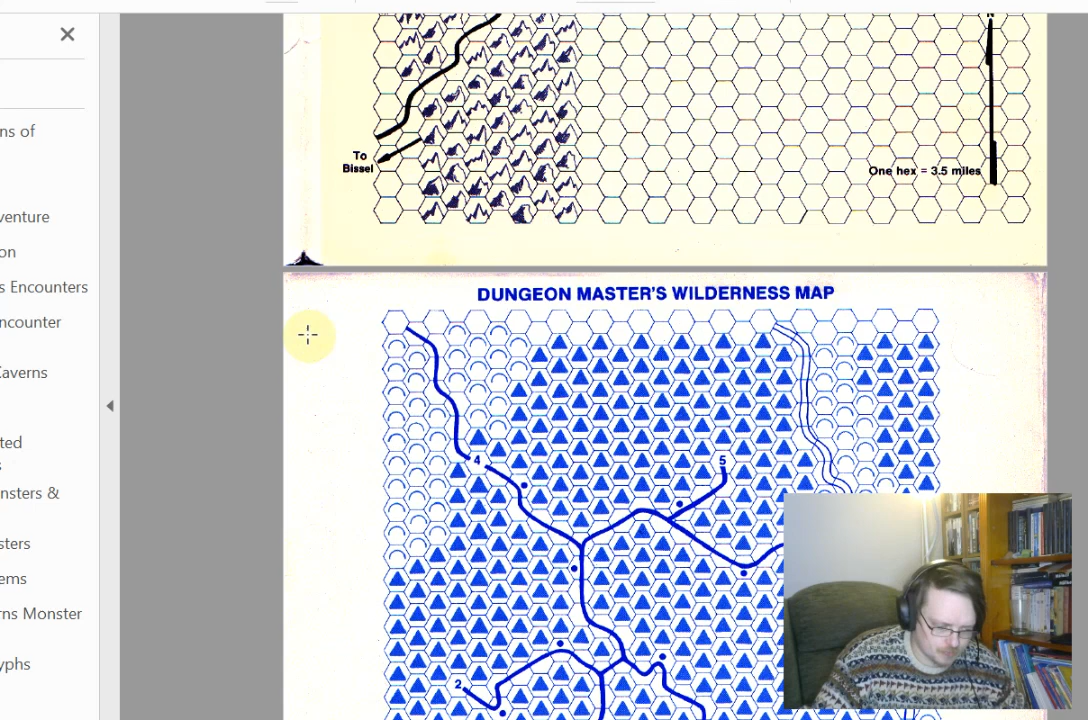 ns of
venture
on
s Encounters
ncounter
Caverns
ted
s
nsters &
sters
ems
rns Monster
lyphs
To
Bissel
One hex = 3.5 miles
DUNGEON MASTER'S WILDERNESS MAP
4
5
2